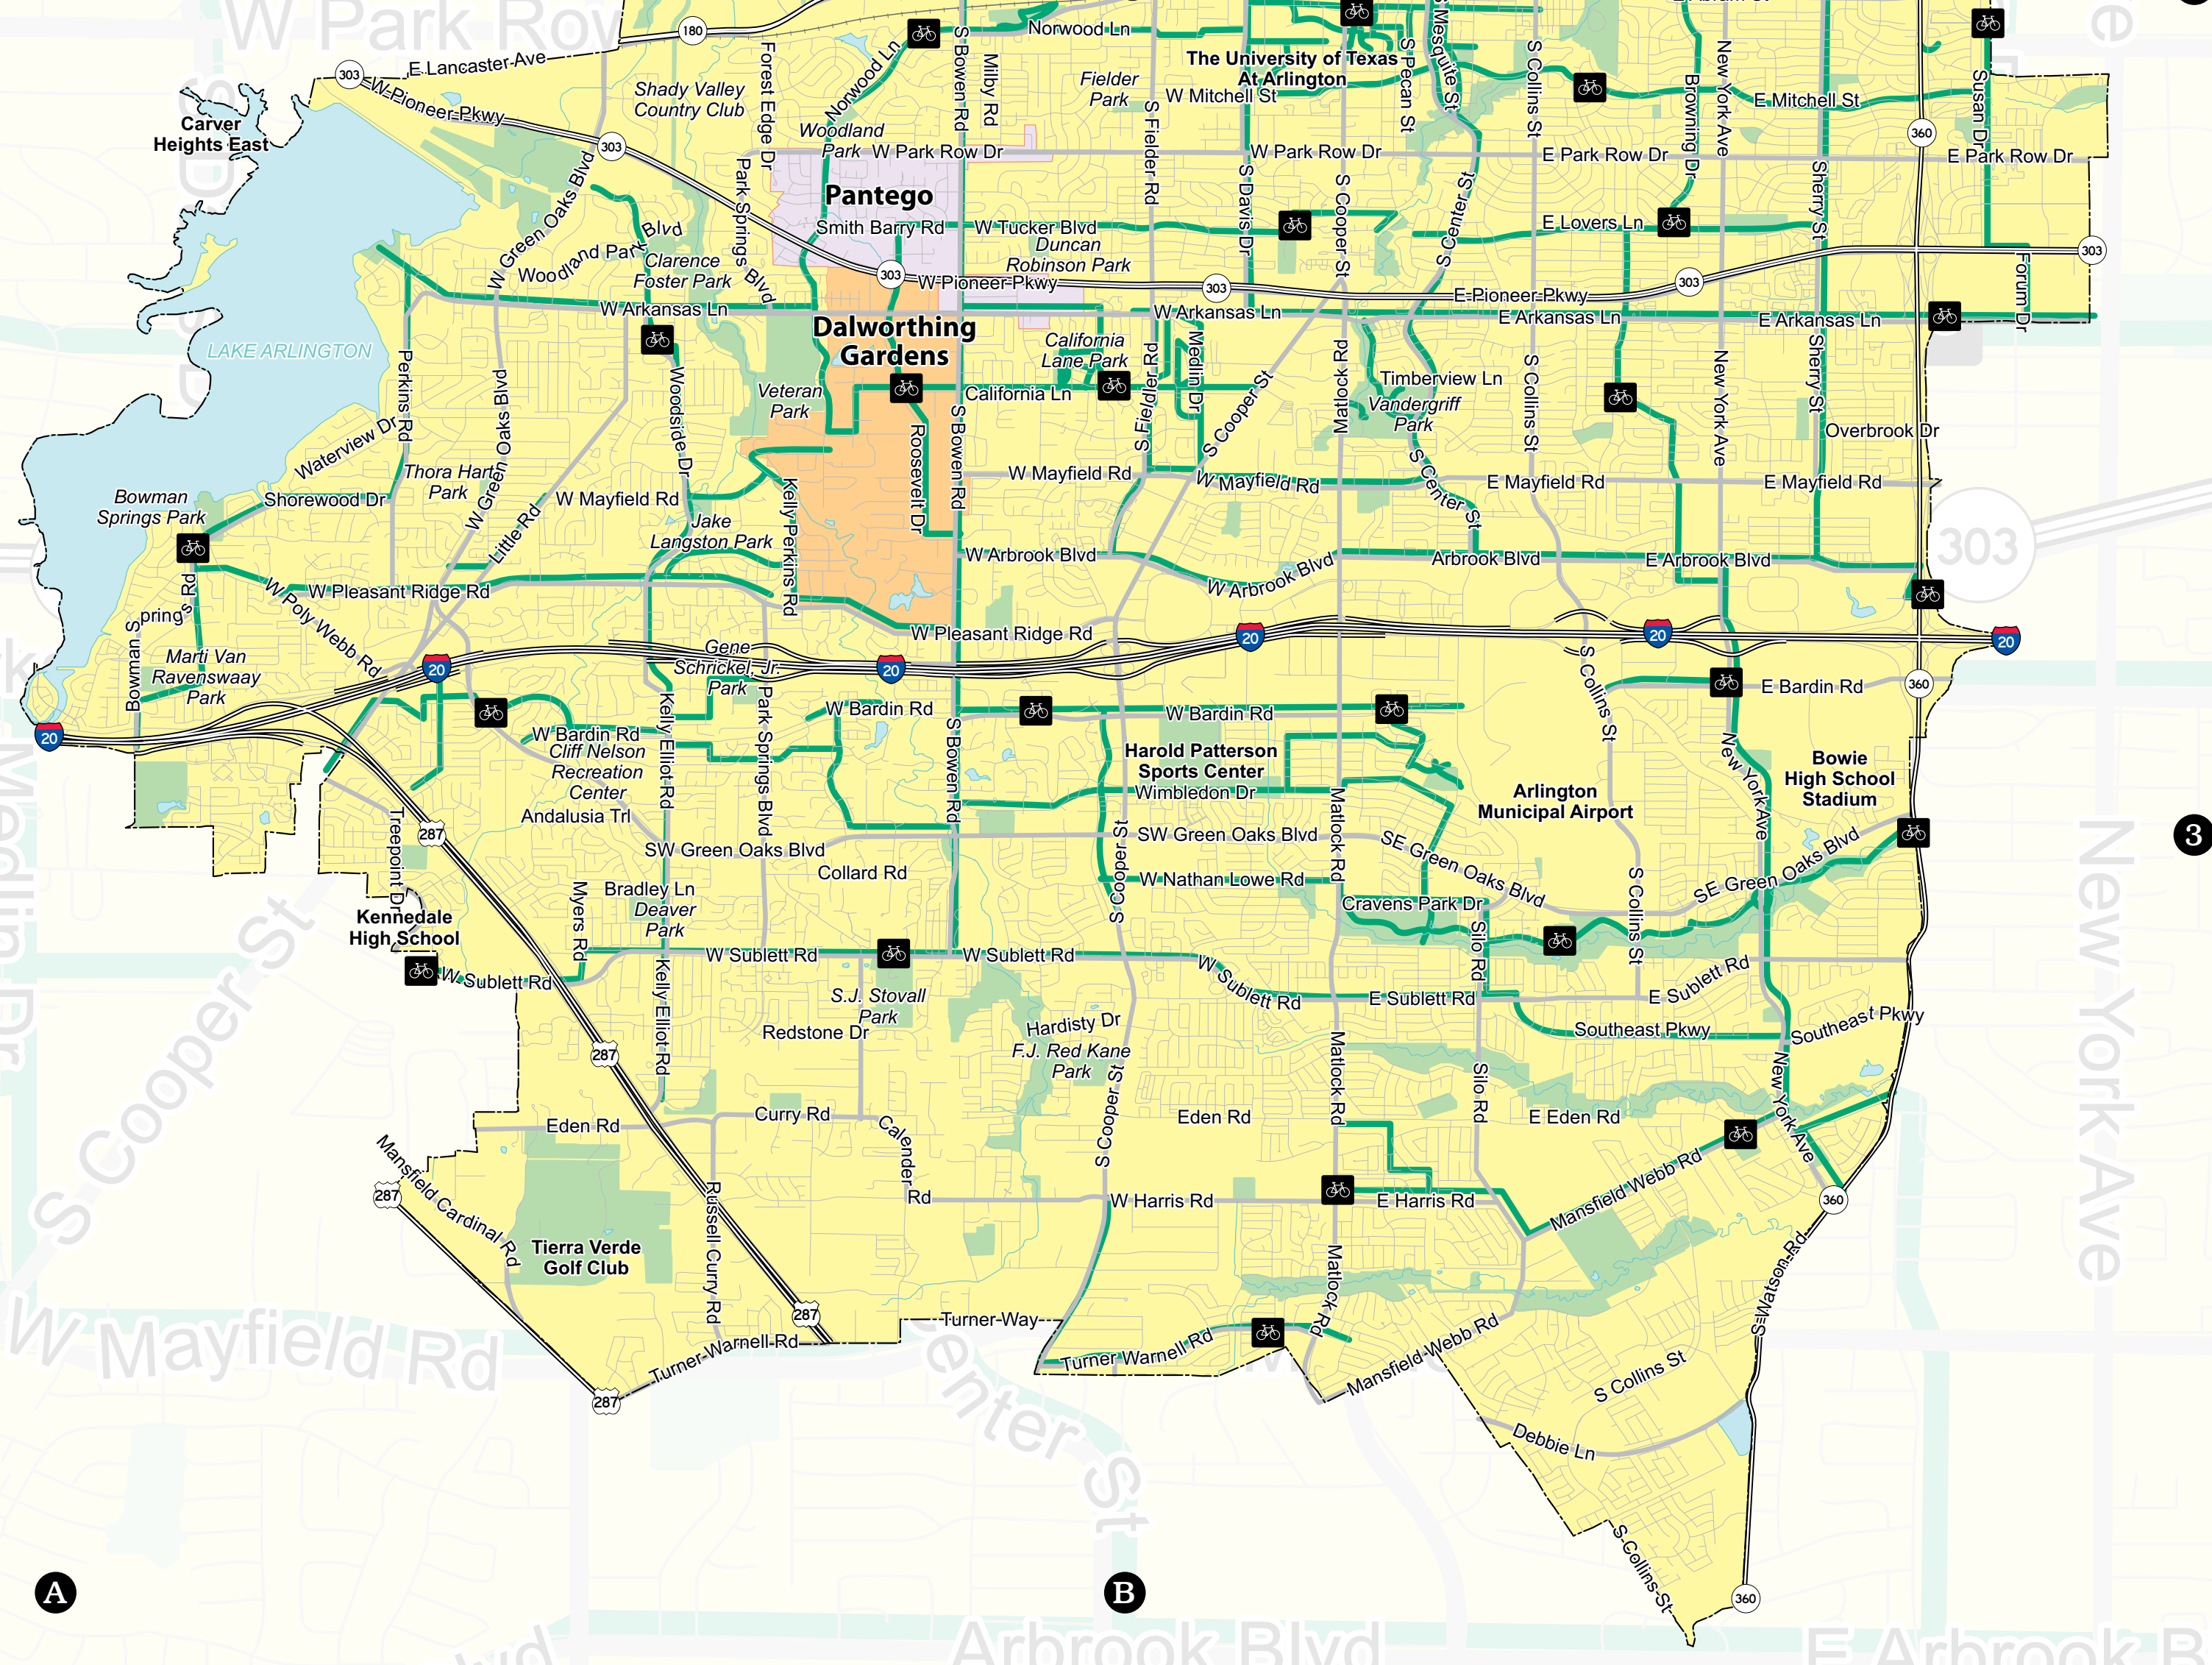 W Park Row
180
Norwood Ln
303
E Lancaster Ave
W Pioneer Pkwy
Carver
Heights East
Shady Valley
Country Club
Forest Edge Dr
Norwood Ln
S Bowen Rd
Milby Rd
Fielder
Park
The University of Texas
At Arlington
W Mitchell St
S Pecan St
S Mesquite St
S Collins St
Browning Dr
New York Ave
E Mitchell St
360
Susan Dr
303
Woodland
Park
W Park Row Dr
W Park Row Dr
E Park Row Dr
E Park Row Dr
Park Springs Blvd
S Fielder Rd
S Davis Dr
S Cooper St
S Center St
Sherry St
Pantego
W Green Oaks Blvd
Woodland Park Blvd
Smith Barry Rd
W Tucker Blvd
E Lovers Ln
Duncan
Robinson Park
Clarence
Foster Park
303
W Pioneer Pkwy
303
E Pioneer Pkwy
303
303
Forum Dr
W Arkansas Ln
W Arkansas Ln
E Arkansas Ln
E Arkansas Ln
LAKE ARLINGTON
Dalworthing
Gardens
California
Lane Park
Perkins Rd
W Green Oaks Blvd
Woodside Dr
Veteran
Park
California Ln
S Fieldler Rd
Medlin Dr
S Cooper St
Matlock Rd
Timberview Ln
Vandergriff
Park
S Collins St
New York Ave
Sherry St
Overbrook Dr
Waterview Dr
Thora Hart
Park
Roosevelt Dr
S Bowen Rd
Bowman
Springs Park
Shorewood Dr
W Mayfield Rd
W Mayfield Rd
W Mayfield Rd
S Center St
E Mayfield Rd
E Mayfield Rd
Little Rd
Kelly Perkins Rd
Jake
Langston Park
303
W Arbrook Blvd
W Arbrook Blvd
Arbrook Blvd
E Arbrook Blvd
W Pleasant Ridge Rd
W Poly Webb Rd
Bowman Springs Rd
W Pleasant Ridge Rd
20
20
20
20
20
Marti Van
Ravenswaay
Park
Gene
Schrickel, Jr.
Park
360
E Bardin Rd
S Collins St
20
W Bardin Rd
W Bardin Rd
W Bardin Rd
Kelly Elliot Rd
Park Springs Blvd
S Bowen Rd
Cliff Nelson
Recreation
Center
Harold Patterson
Sports Center
Wimbledon Dr
Matlock Rd
Arlington
Municipal Airport
New York Ave
Bowie
High School
Stadium
3
Treepoint Dr
287
Andalusia Trl
SW Green Oaks Blvd
SW Green Oaks Blvd
SE Green Oaks Blvd
SE Green Oaks Blvd
S Cooper St
Collard Rd
W Nathan Lowe Rd
Cravens Park Dr
S Collins St
Myers Rd
Bradley Ln
Deaver
Park
Kennedale
High School
W Sublett Rd
W Sublett Rd
W Sublett Rd
W Sublett Rd
E Sublett Rd
E Sublett Rd
Silo Rd
Kelly Elliot Rd
S.J. Stovall
Park
Redstone Dr
Hardisty Dr
F.J. Red Kane
Park
Southeast Pkwy
Southeast Pkwy
287
S Cooper St
Matlock Rd
Silo Rd
New York Ave
Eden Rd
Curry Rd
Calender
Rd
Eden Rd
E Eden Rd
Mansfield Cardinal Rd
287
Russell Curry Rd
W Harris Rd
E Harris Rd
Mansfield Webb Rd
360
Tierra Verde
Golf Club
Matlock Rd
S Watson Rd
287
Turner Way
Turner Warnell Rd
Turner Warnell Rd
Mansfield Webb Rd
287
S Collins St
Debbie Ln
S Collins St
360
S Cooper St
W Mayfield Rd
Center St
New York Ave
Medlin Dr
A
B
Arbrook Blvd
E Arbrook B